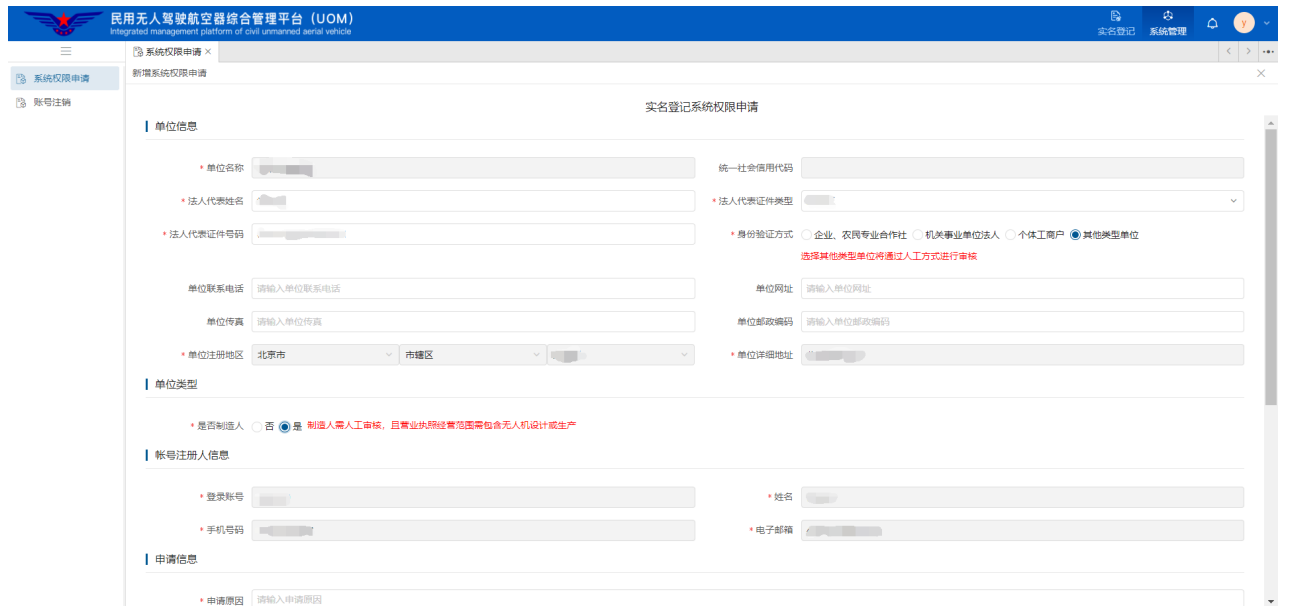 民用无人驾驶航空器综合管理平台（UOM）
Integrated management platform of civil unmanned aerial vehicle
实名登记 系统管理 y
系统权限申请 ×
系统权限申请
账号注销
新增系统权限申请
实名登记系统权限申请
单位信息
* 单位名称 统一社会信用代码
* 法人代表姓名 * 法人代表证件类型
* 法人代表证件号码 * 身份验证方式 企业、农民专业合作社 机关事业单位法人 个体工商户 其他类型单位
选择其他类型单位将通过人工方式进行审核
单位联系电话 请输入单位联系电话 单位网址 请输入单位网址
单位传真 请输入单位传真 单位邮政编码 请输入单位邮政编码
* 单位注册地区 北京市 市辖区 * 单位详细地址
单位类型
* 是否制造人 否 是 制造人需人工审核，且营业执照经营范围需包含无人机设计或生产
帐号注册人信息
* 登录账号 * 姓名
* 手机号码 * 电子邮箱
申请信息
* 申请原因 请输入申请原因